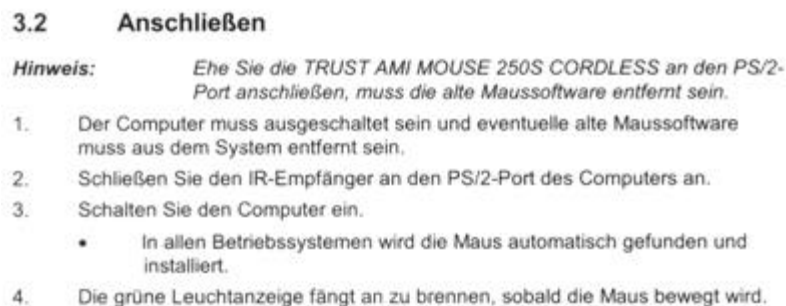 3.2 Anschließen
Hinweis: Ehe Sie die TRUST AMI MOUSE 250S CORDLESS an den PS/2-
Port anschließen, muss die alte Maussoftware entfernt sein.
1. Der Computer muss ausgeschaltet sein und eventuelle alte Maussoftware
muss aus dem System entfernt sein.
2. Schließen Sie den IR-Empfänger an den PS/2-Port des Computers an.
3. Schalten Sie den Computer ein.
• In allen Betriebssystemen wird die Maus automatisch gefunden und
installiert.
4. Die grüne Leuchtanzeige fängt an zu brennen, sobald die Maus bewegt wird.